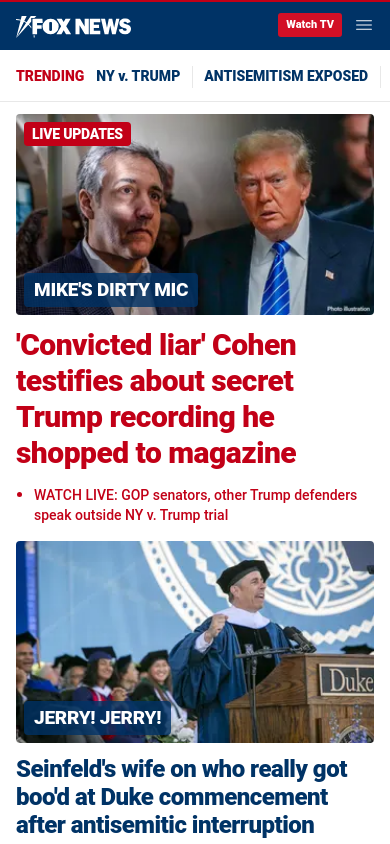 FOX NEWS
Watch TV
TRENDING NY v. TRUMP ANTISEMITISM EXPOSED
LIVE UPDATES
MIKE'S DIRTY MIC
Photo illustration
'Convicted liar' Cohen
testifies about secret
Trump recording he
shopped to magazine
• WATCH LIVE: GOP senators, other Trump defenders
speak outside NY v. Trump trial
Duke
JERRY! JERRY!
Seinfeld's wife on who really got
boo'd at Duke commencement
after antisemitic interruption